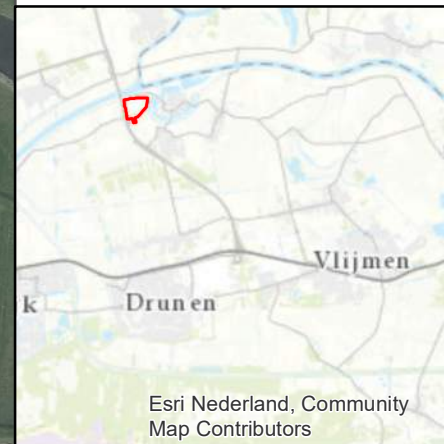 Vlijmen
k
Drunen
Esri Nederland, Community
Map Contributors